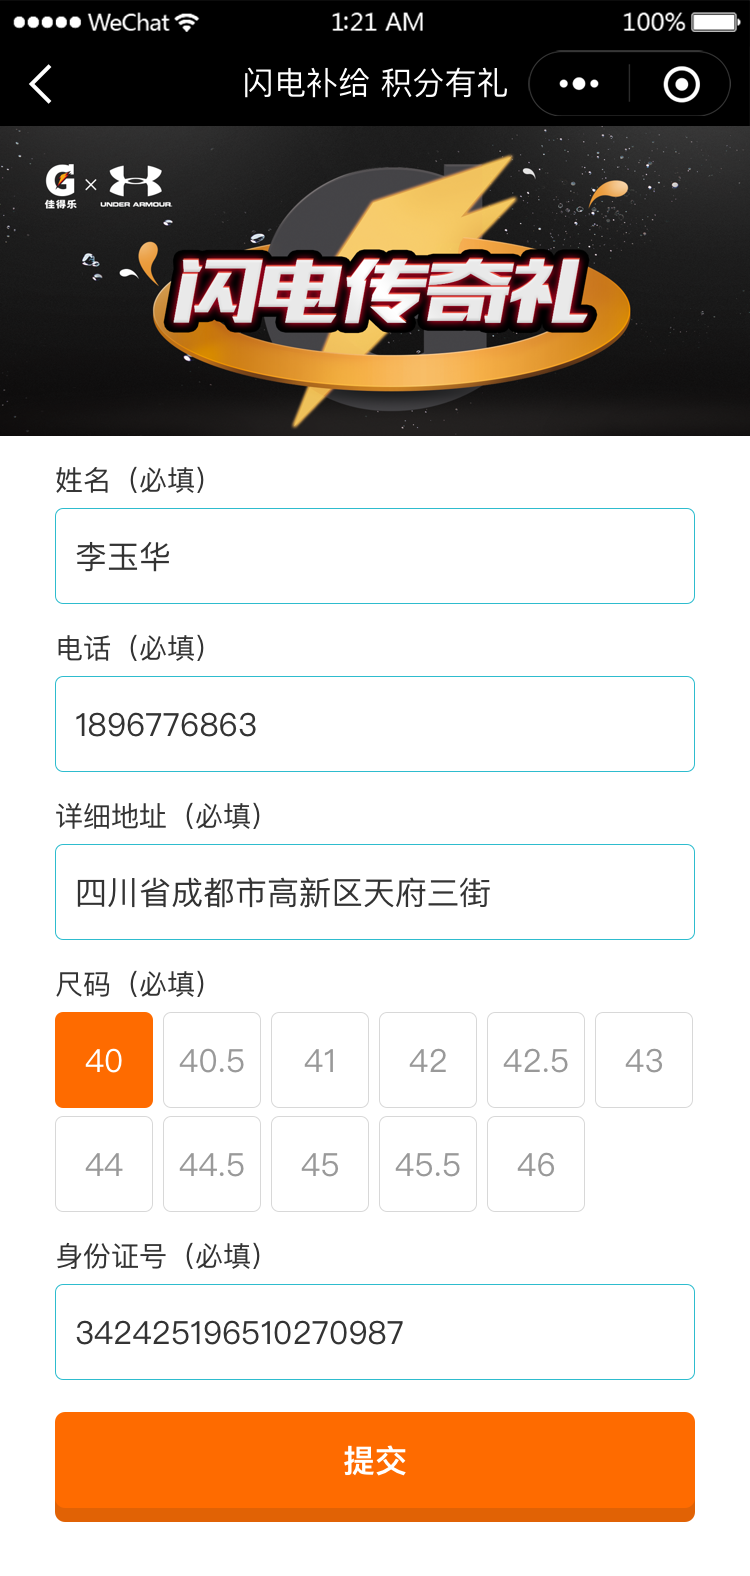 WeChat 1:21 AM 100%
闪电补给 积分有礼
G × UNDER ARMOUR
佳得乐
闪电传奇礼
姓名（必填）
李玉华
电话（必填）
1896776863
详细地址（必填）
四川省成都市高新区天府三街
尺码（必填）
40 40.5 41 42 42.5 43
44 44.5 45 45.5 46
身份证号（必填）
342425196510270987
提交